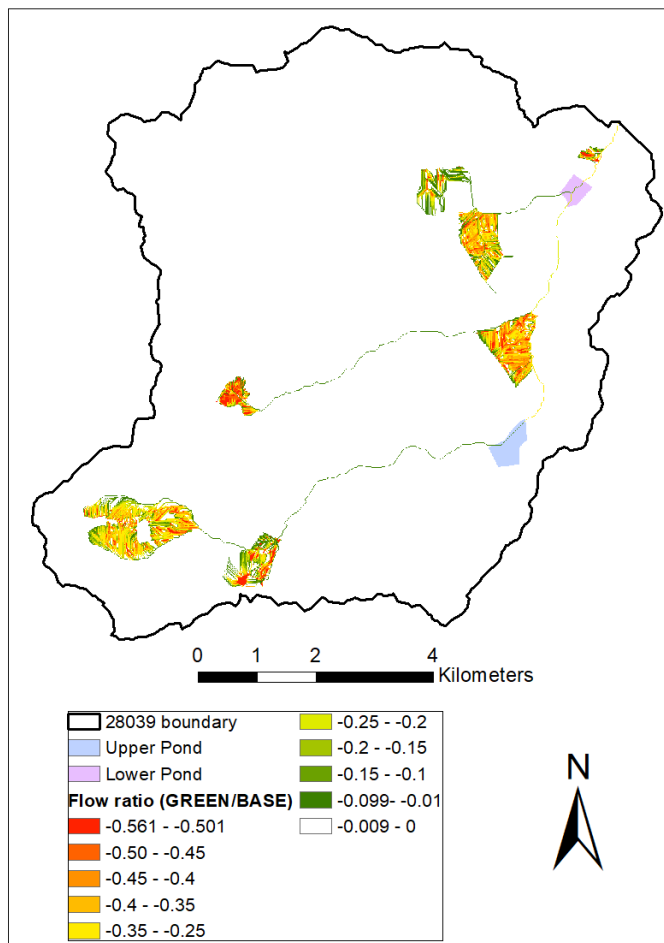 0 1 2 4
Kilometers
28039 boundary
Upper Pond
Lower Pond
Flow ratio (GREEN/BASE)
-0.561 - -0.501
-0.50 - -0.45
-0.45 - -0.4
-0.4 - -0.35
-0.35 - -0.25
-0.25 - -0.2
-0.2 - -0.15
-0.15 - -0.1
-0.099- -0.01
-0.009 - 0
N